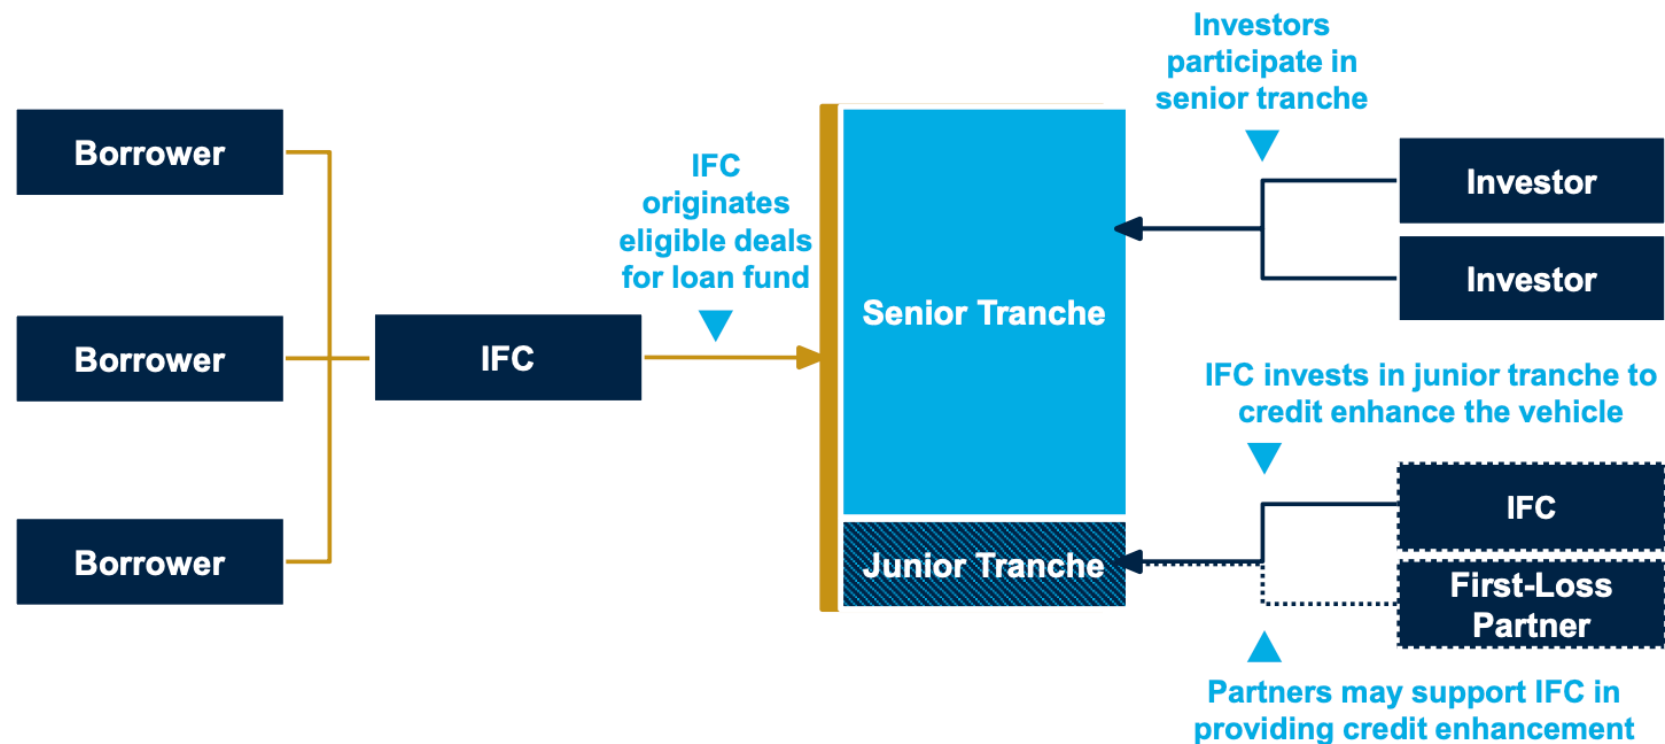 Borrower
Borrower
Borrower
IFC
IFC
originates
eligible deals
for loan fund
Senior Tranche
Junior Tranche
Investors
participate in
senior tranche
Investor
Investor
IFC invests in junior tranche to
credit enhance the vehicle
IFC
First-Loss
Partner
Partners may support IFC in
providing credit enhancement